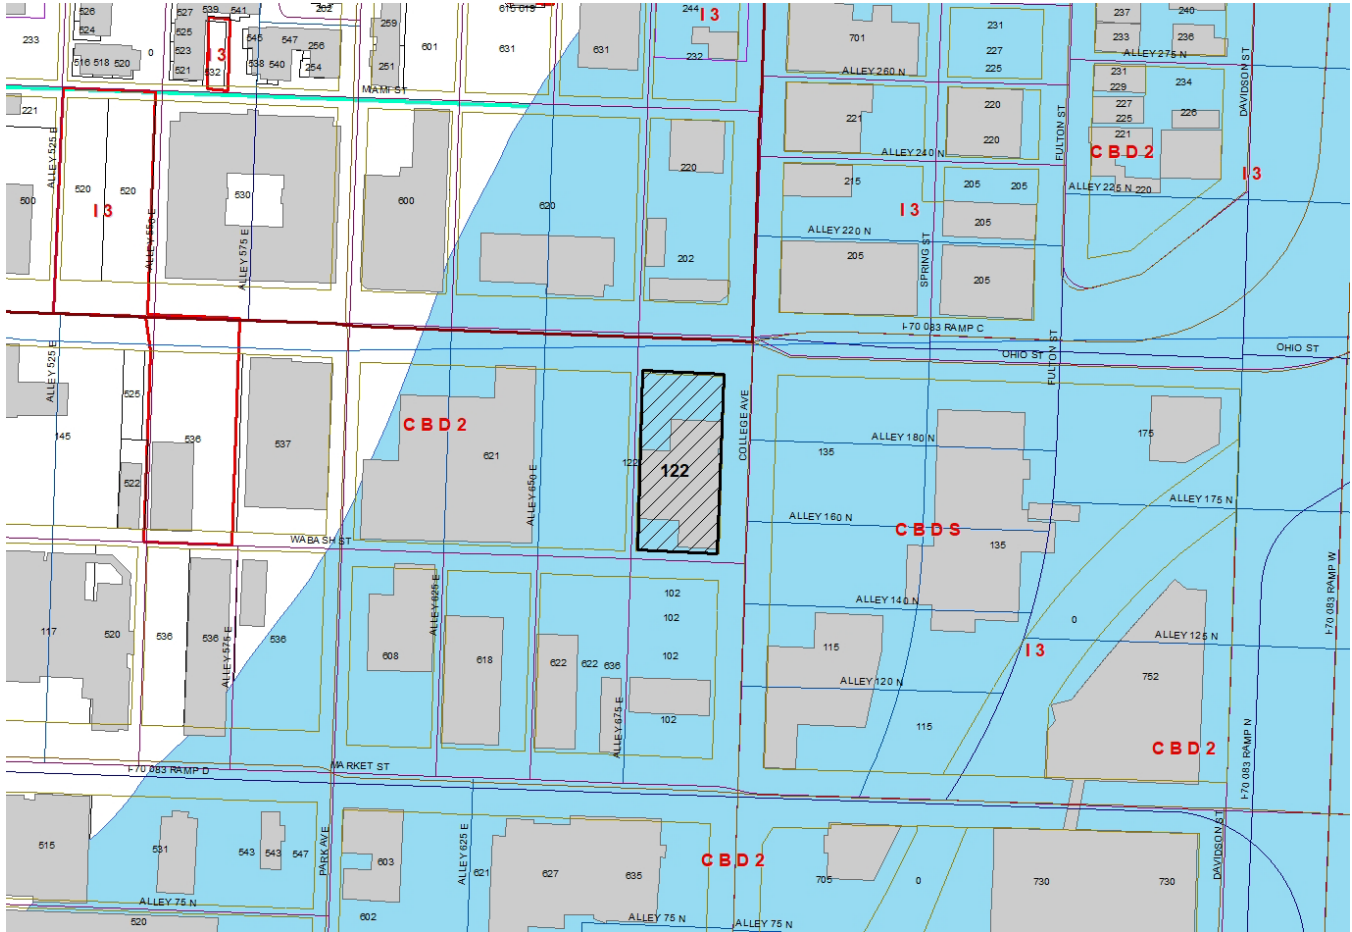 526
527
539
541
202
259
615 619
244
I 3
231
237
240
524
525
233
516 518 520
0
523
521
I 3
532
545
547
256
538 540
254
251
601
631
631
232
701
227
225
233
236
ALLEY 275 N
DAVIDSON ST
MIAMI ST
ALLEY 260 N
231
229
234
221
ALLEY 525 E
520
520
I 3
500
530
600
620
220
221
220
220
227
225
226
221
CBD 2
FULTON ST
ALLEY 240 N
215
205
205
ALLEY 225 N
220
I 3
I 3
205
ALLEY 550 E
ALLEY 575 E
202
ALLEY 220 N
205
SPRING ST
205
I-70 083 RAMP C
OHIO ST
OHIO ST
FULTON ST
ALLEY 525 E
525
145
536
537
522
CBD 2
621
ALLEY 650 E
122
122
COLLEGE AVE
ALLEY 180 N
135
175
ALLEY 175 N
ALLEY 160 N
CBD S
135
WABASH ST
I-70 083 RAMP W
117
520
536
536
536
ALLEY 575 E
608
ALLEY 625 E
618
622
622
636
102
102
102
102
ALLEY 675 E
ALLEY 140 N
0
ALLEY 125 N
115
I 3
752
ALLEY 120 N
115
CBD 2
I-70 083 RAMP N
I-70 083 RAMP D
MARKET ST
515
531
543
543
547
PARK AVE
603
602
ALLEY 625 E
621
627
635
CBD 2
705
0
730
730
DAVIDSON ST
ALLEY 75 N
520
ALLEY 75 N
ALLEY 75 N